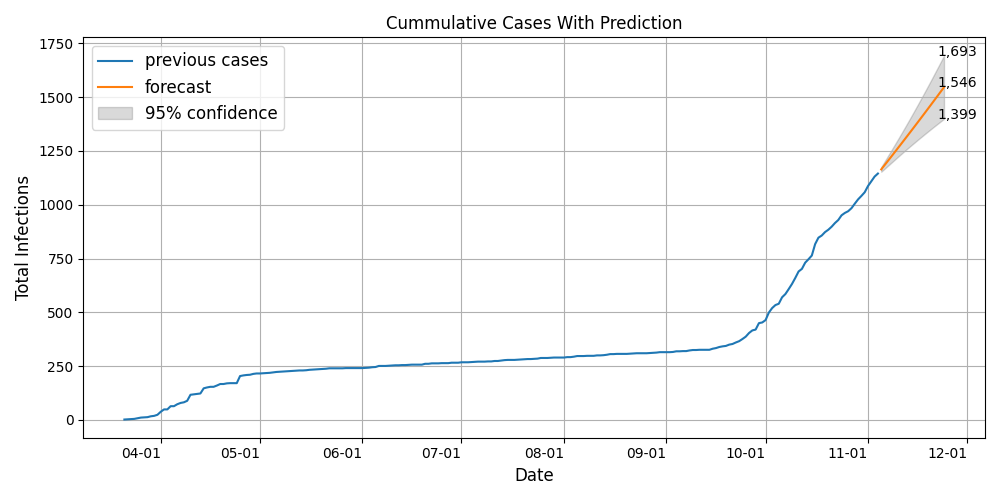 Cummulative Cases With Prediction
previous cases
forecast
95% confidence
1,693
1,546
1,399
Total Infections
1750
1500
1250
1000
750
500
250
0
04-01 05-01 06-01 07-01 08-01 09-01 10-01 11-01 12-01
Date